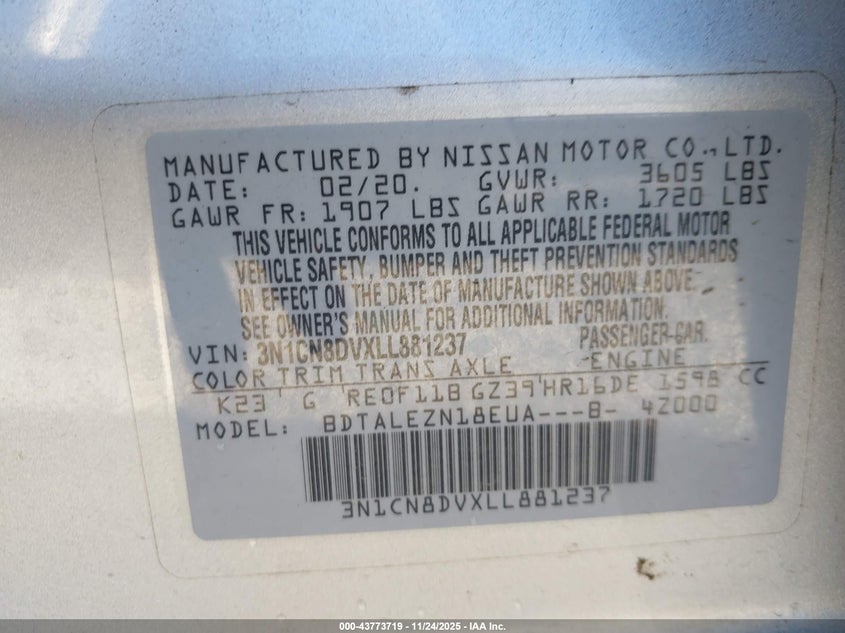 MANUFACTURED BY NISSAN MOTOR CO., LTD.
DATE: 02/20. GVWR: 3605 LBS
GAWR FR: 1907 LBS GAWR RR: 1720 LBS
THIS VEHICLE CONFORMS TO ALL APPLICABLE FEDERAL MOTOR
VEHICLE SAFETY, BUMPER AND THEFT PREVENTION STANDARDS
IN EFFECT ON THE DATE OF MANUFACTURE SHOWN ABOVE.
SEE OWNER'S MANUAL FOR ADDITIONAL INFORMATION.
VIN: 3N1CN8DVXLL881237 PASSENGER CAR
COLOR TRIM TRANS AXLE ENGINE
K23 G RE0F11B GZ39 HR16DE 1598 CC
MODEL: BDTALEZN18EUA---B- 4Z000
3N1CN8DVXLL881237
000-43773719 - 11/24/2025 - IAA Inc.